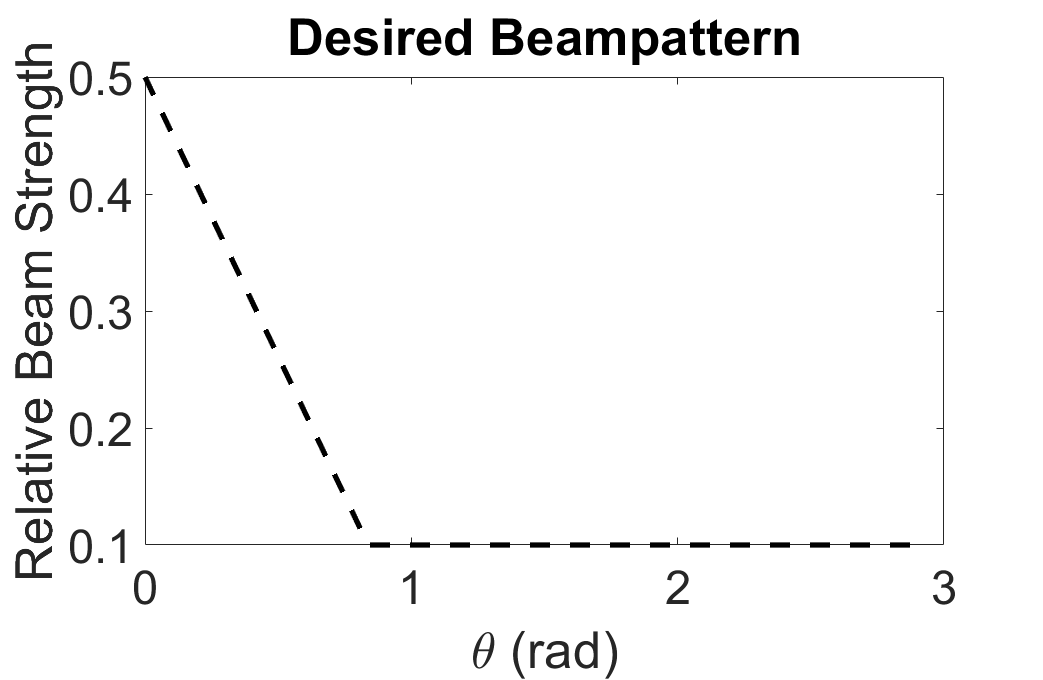 Desired Beampattern
Relative Beam Strength
0.5
0.4
0.3
0.2
0.1
0 1 2 3
θ (rad)